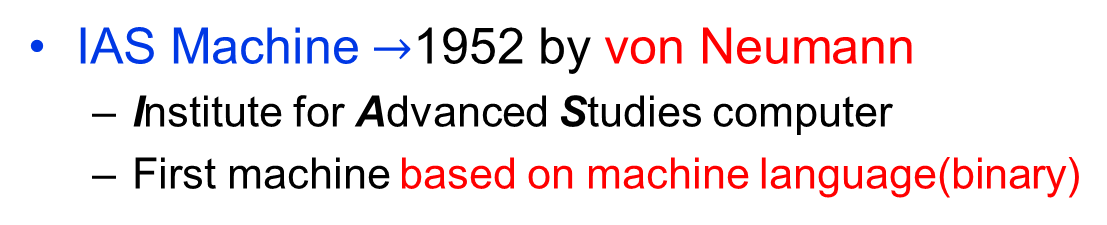 • IAS Machine →1952 by von Neumann
– Institute for Advanced Studies computer
– First machine based on machine language(binary)